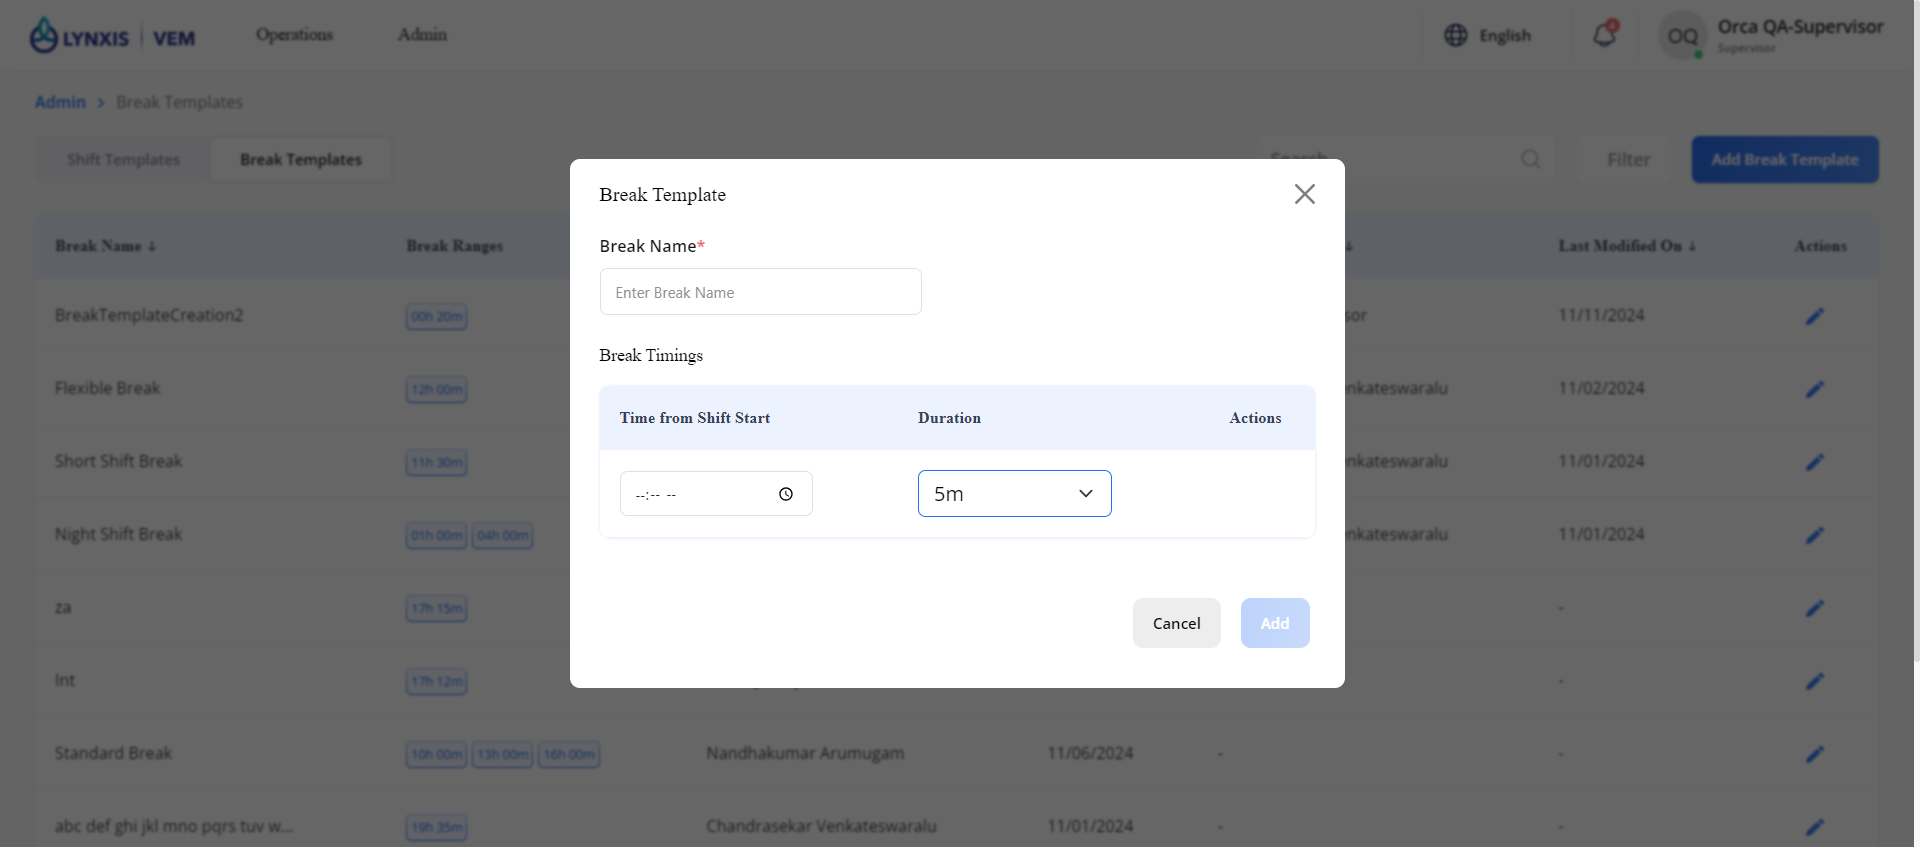 LYNXIS | VEM
Operations
Admin
English
4
OQ
Orca QA-Supervisor
Supervisor
Admin > Break Templates
Shift Templates
Break Templates
Filter
Add Break Template
Break Name ↓
Break Ranges
Last Modified On ↓
Actions
BreakTemplateCreation2
00h 20m
sor
11/11/2024
Flexible Break
12h 00m
enkateswaralu
11/02/2024
Short Shift Break
11h 30m
enkateswaralu
11/01/2024
Night Shift Break
01h 00m 04h 00m
enkateswaralu
11/01/2024
za
17h 15m
-
Int
17h 12m
-
Standard Break
10h 00m 13h 00m 16h 00m
Nandhakumar Arumugam
11/06/2024
-
-
abc def ghi jkl mno pqrs tuv w...
19h 35m
Chandrasekar Venkateswaralu
11/01/2024
-
-
Break Template
Break Name*
Enter Break Name
Break Timings
Time from Shift Start
Duration
Actions
--:-- --
5m
Cancel
Add